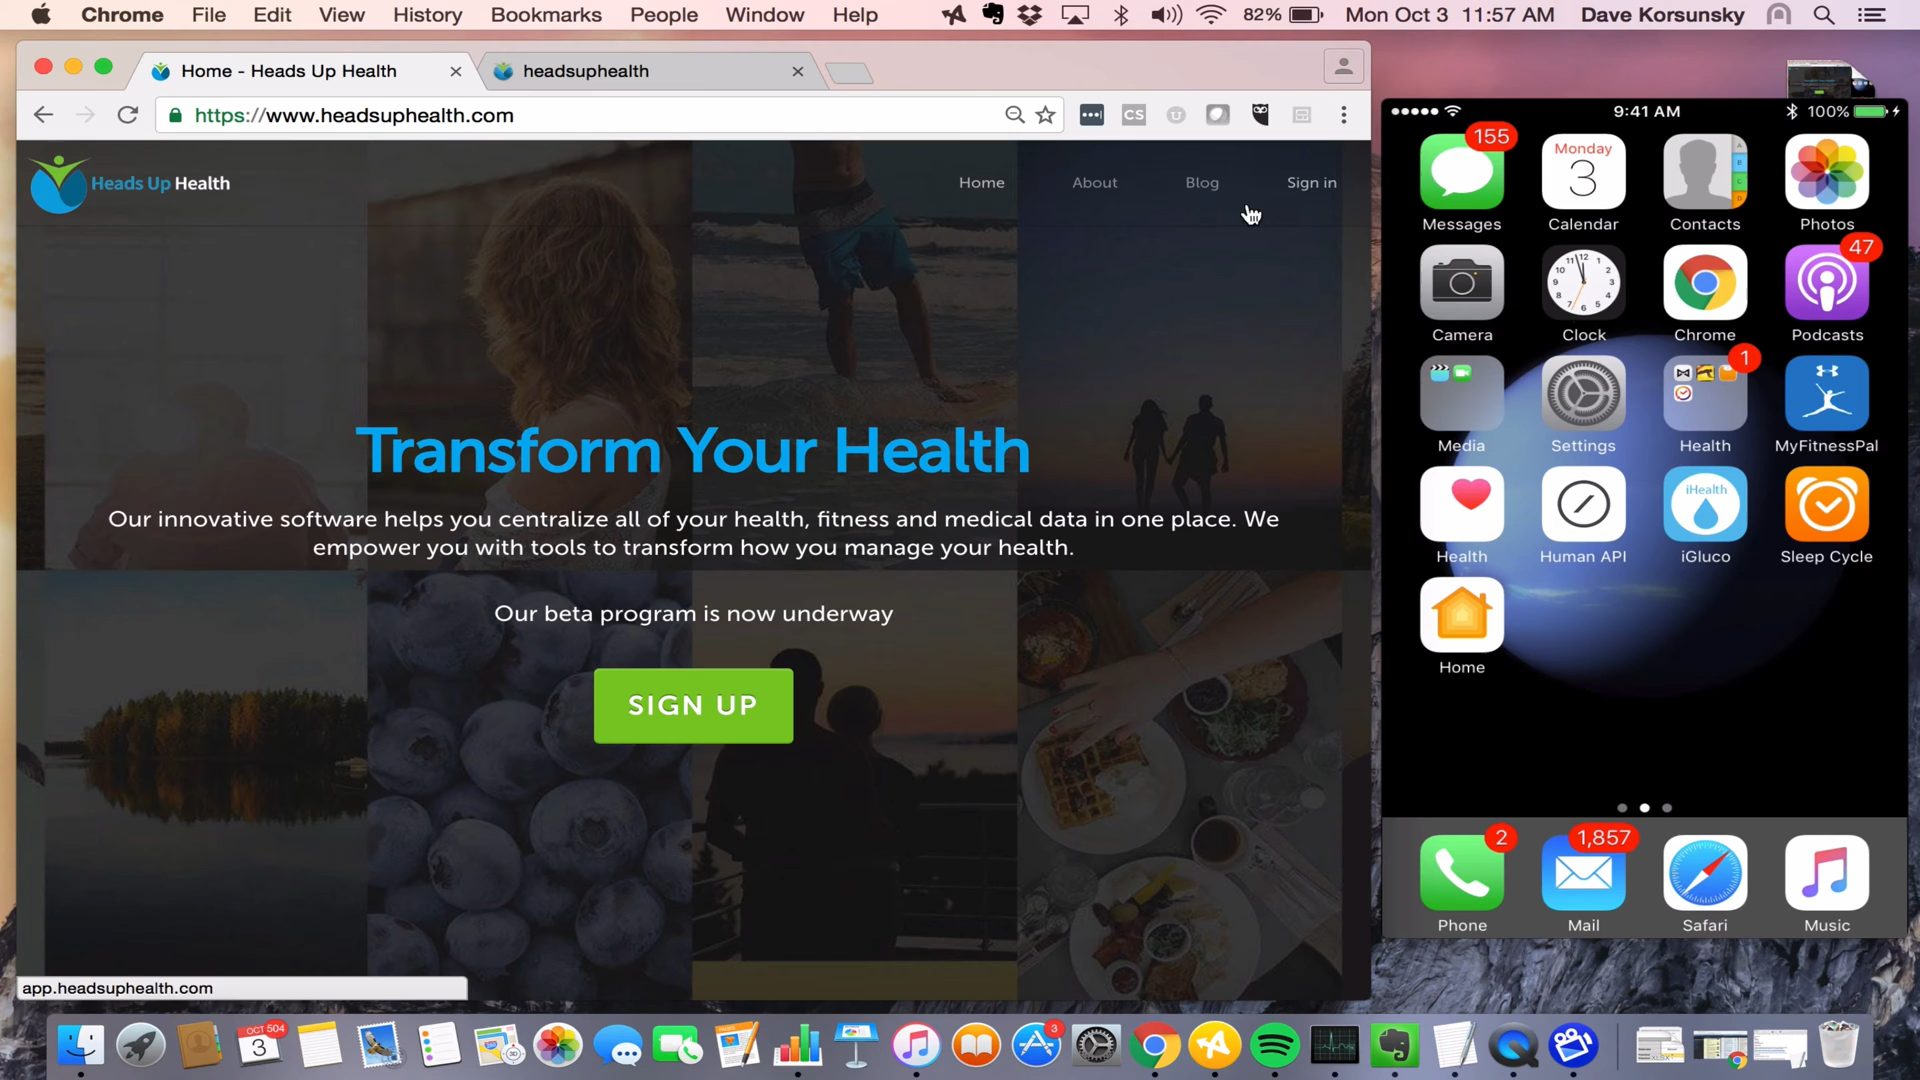 Chrome File Edit View History Bookmarks People Window Help 82% Mon Oct 3 11:57 AM Dave Korsunsky
Home - Heads Up Health
headsuphealth
https://www.headsuphealth.com
CS
Heads Up Health
Home About Blog Sign in
Transform Your Health
Our innovative software helps you centralize all of your health, fitness and medical data in one place. We
empower you with tools to transform how you manage your health.
Our beta program is now underway
SIGN UP
app.headsuphealth.com
9:41 AM 100%
155
Monday
3
Messages Calendar Contacts Photos
47
Camera Clock Chrome Podcasts
1
Media Settings Health MyFitnessPal
iHealth
Health Human API iGluco Sleep Cycle
Home
2 1,857
Phone Mail Safari Music
OCT 504
3
3